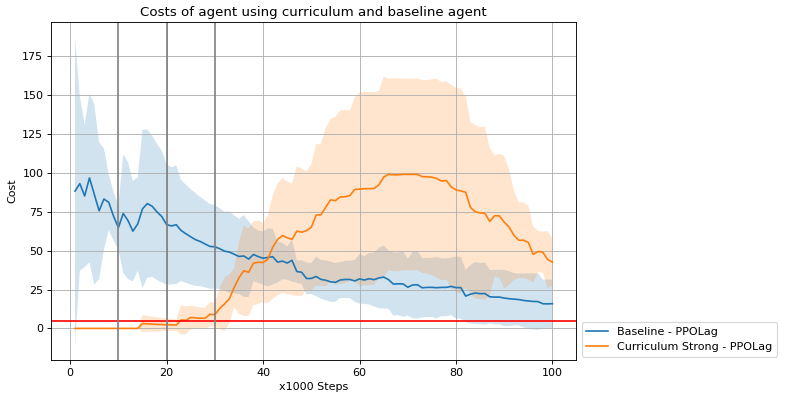 Costs of agent using curriculum and baseline agent
175
150
125
100
75
50
25
0
Cost
0 20 40 60 80 100
x1000 Steps
Baseline - PPOLag
Curriculum Strong - PPOLag